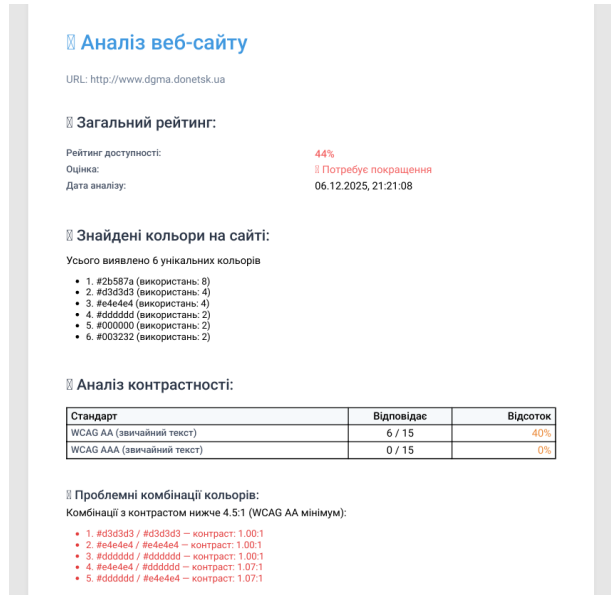 Аналіз веб-сайту
URL: http://www.dgma.donetsk.ua
Загальний рейтинг:
Рейтинг доступності: 44%
Оцінка: Потребує покращення
Дата аналізу: 06.12.2025, 21:21:08
Знайдені кольори на сайті:
Усього виявлено 6 унікальних кольорів
• 1. #2b587a (використань: 8)
• 2. #d3d3d3 (використань: 4)
• 3. #e4e4e4 (використань: 4)
• 4. #dddddd (використань: 2)
• 5. #000000 (використань: 2)
• 6. #003232 (використань: 2)
Аналіз контрастності:
Стандарт Відповідає Відсоток
WCAG AA (звичайний текст) 6 / 15 40%
WCAG AAA (звичайний текст) 0 / 15 0%
Проблемні комбінації кольорів:
Комбінації з контрастом нижче 4.5:1 (WCAG AA мінімум):
• 1. #d3d3d3 / #d3d3d3 — контраст: 1.00:1
• 2. #e4e4e4 / #e4e4e4 — контраст: 1.00:1
• 3. #dddddd / #dddddd — контраст: 1.00:1
• 4. #e4e4e4 / #dddddd — контраст: 1.07:1
• 5. #dddddd / #e4e4e4 — контраст: 1.07:1